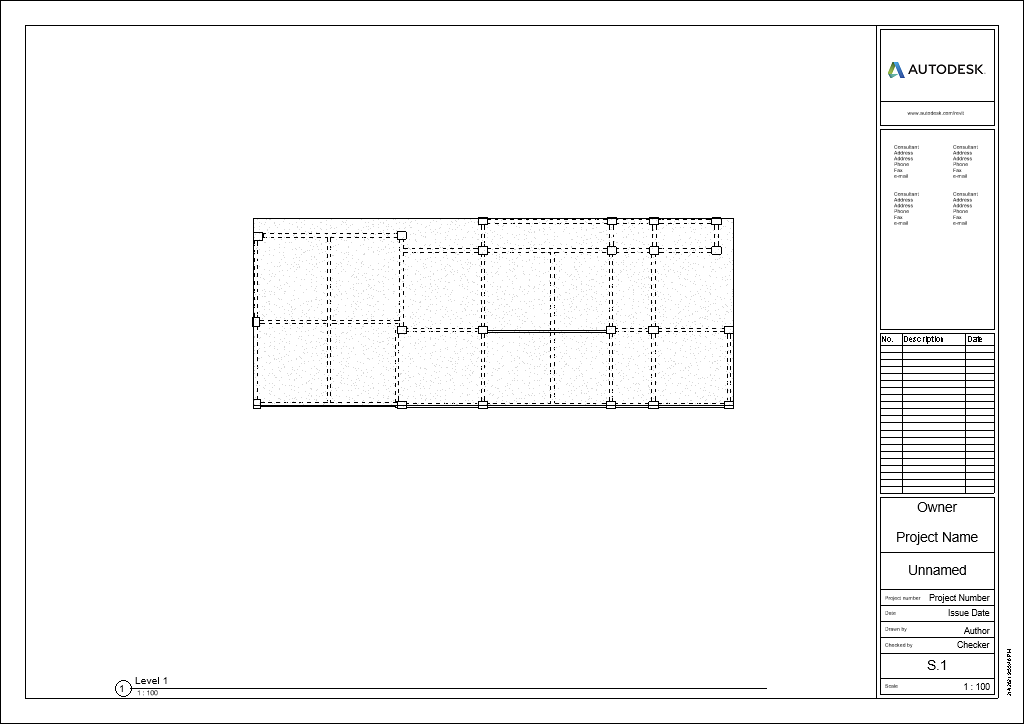 AUTODESK.
www.autodesk.com/revit
Consultant
Address
Address
Phone
Fax
e-mail
Consultant
Address
Address
Phone
Fax
e-mail
Consultant
Address
Address
Phone
Fax
e-mail
Consultant
Address
Address
Phone
Fax
e-mail
No. Description Date
Owner
Project Name
Unnamed
Project number Project Number
Date Issue Date
Drawn by Author
Checked by Checker
S.1
Scale 1 : 100
1 Level 1
1 : 100